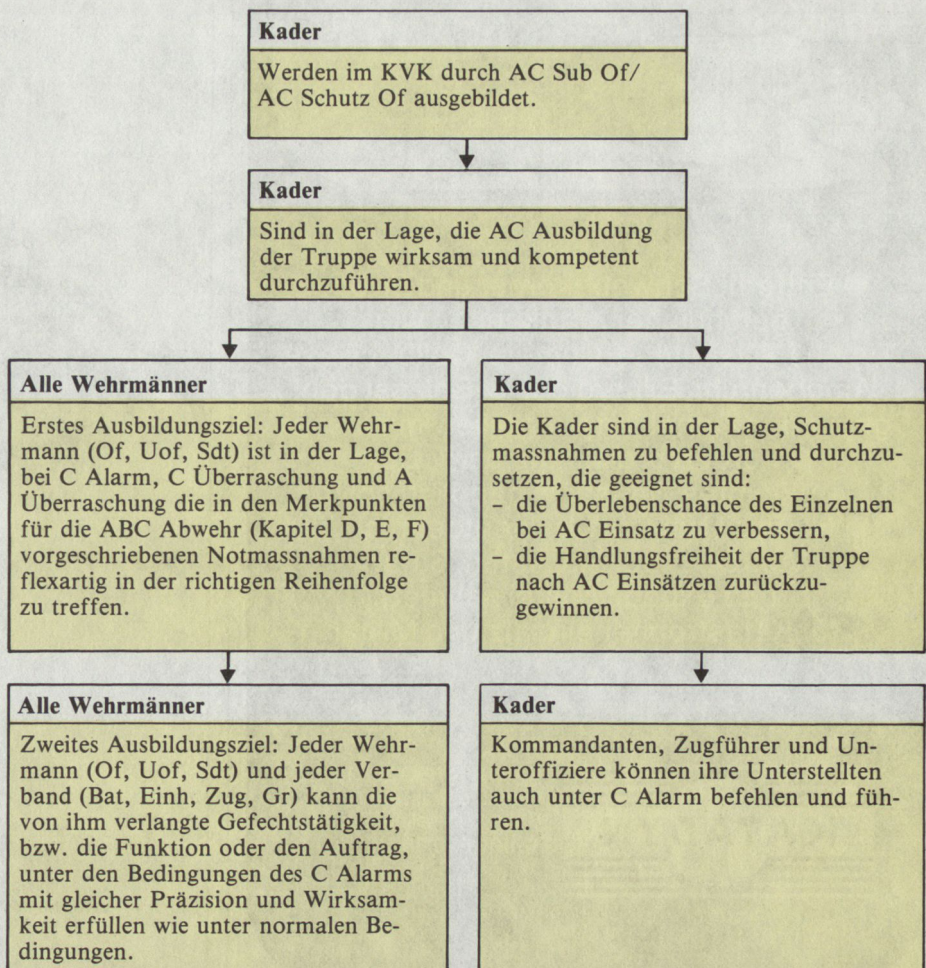 Kader
Werden im KVK durch AC Sub Of/
AC Schutz Of ausgebildet.
Kader
Sind in der Lage, die AC Ausbildung
der Truppe wirksam und kompetent
durchzuführen.
Alle Wehrmänner
Erstes Ausbildungsziel: Jeder Wehr-
mann (Of, Uof, Sdt) ist in der Lage,
bei C Alarm, C Überraschung und A
Überraschung die in den Merkpunkten
für die ABC Abwehr (Kapitel D, E, F)
vorgeschriebenen Notmassnahmen re-
flexartig in der richtigen Reihenfolge
zu treffen.
Kader
Die Kader sind in der Lage, Schutz-
massnahmen zu befehlen und durchzu-
setzen, die geeignet sind:
– die Überlebenschance des Einzelnen
bei AC Einsatz zu verbessern,
– die Handlungsfreiheit der Truppe
nach AC Einsätzen zurückzu-
gewinnen.
Alle Wehrmänner
Zweites Ausbildungsziel: Jeder Wehr-
mann (Of, Uof, Sdt) und jeder Ver-
band (Bat, Einh, Zug, Gr) kann die
von ihm verlangte Gefechtstätigkeit,
bzw. die Funktion oder den Auftrag,
unter den Bedingungen des C Alarms
mit gleicher Präzision und Wirksam-
keit erfüllen wie unter normalen Be-
dingungen.
Kader
Kommandanten, Zugführer und Un-
teroffiziere können ihre Unterstellten
auch unter C Alarm befehlen und füh-
ren.